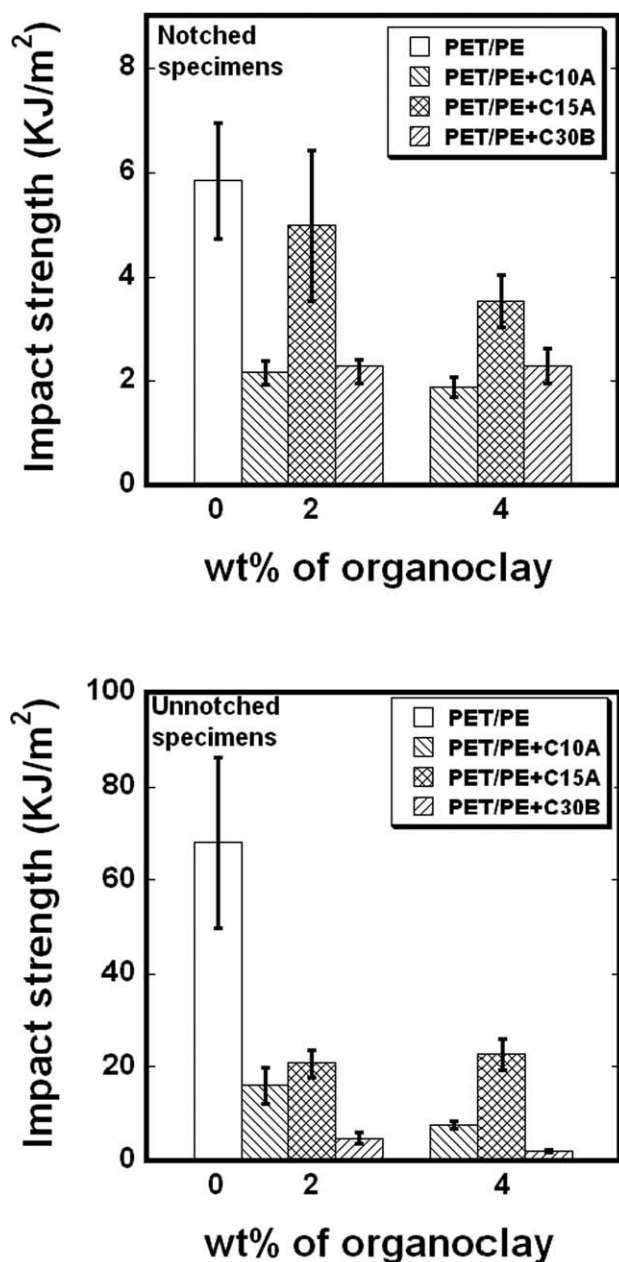 Notched
specimens
PET/PE
PET/PE+C10A
PET/PE+C15A
PET/PE+C30B
Impact strength (KJ/m²)
8
6
4
2
0
0 2 4
wt% of organoclay
Unnotched
specimens
PET/PE
PET/PE+C10A
PET/PE+C15A
PET/PE+C30B
Impact strength (KJ/m²)
100
80
60
40
20
0
0 2 4
wt% of organoclay